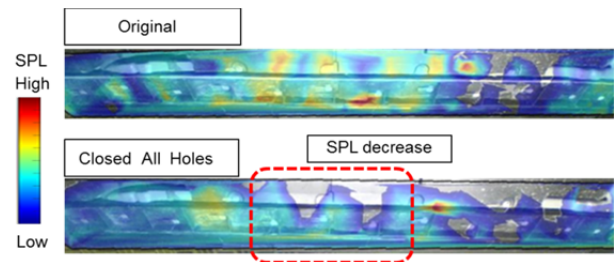 Original
SPL
High
Closed All Holes
SPL decrease
Low